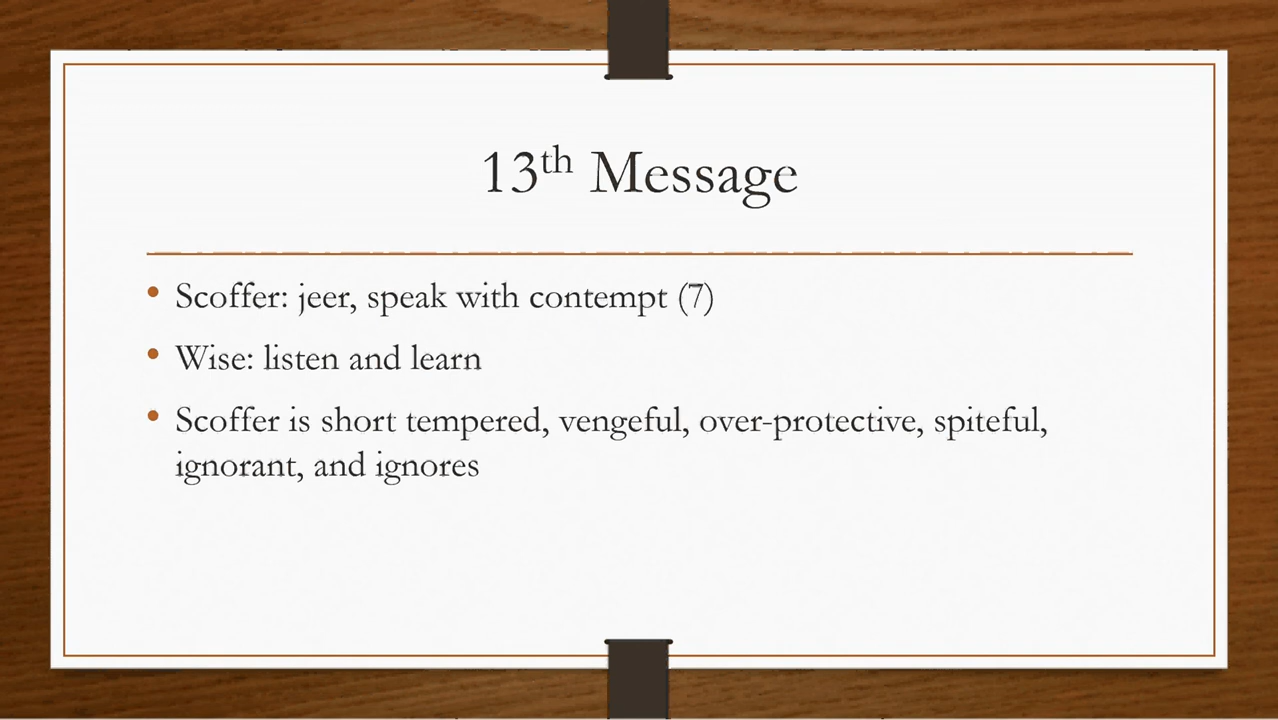 13th Message
• Scoffer: jeer, speak with contempt (7)
• Wise: listen and learn
• Scoffer is short tempered, vengeful, over-protective, spiteful,
ignorant, and ignores